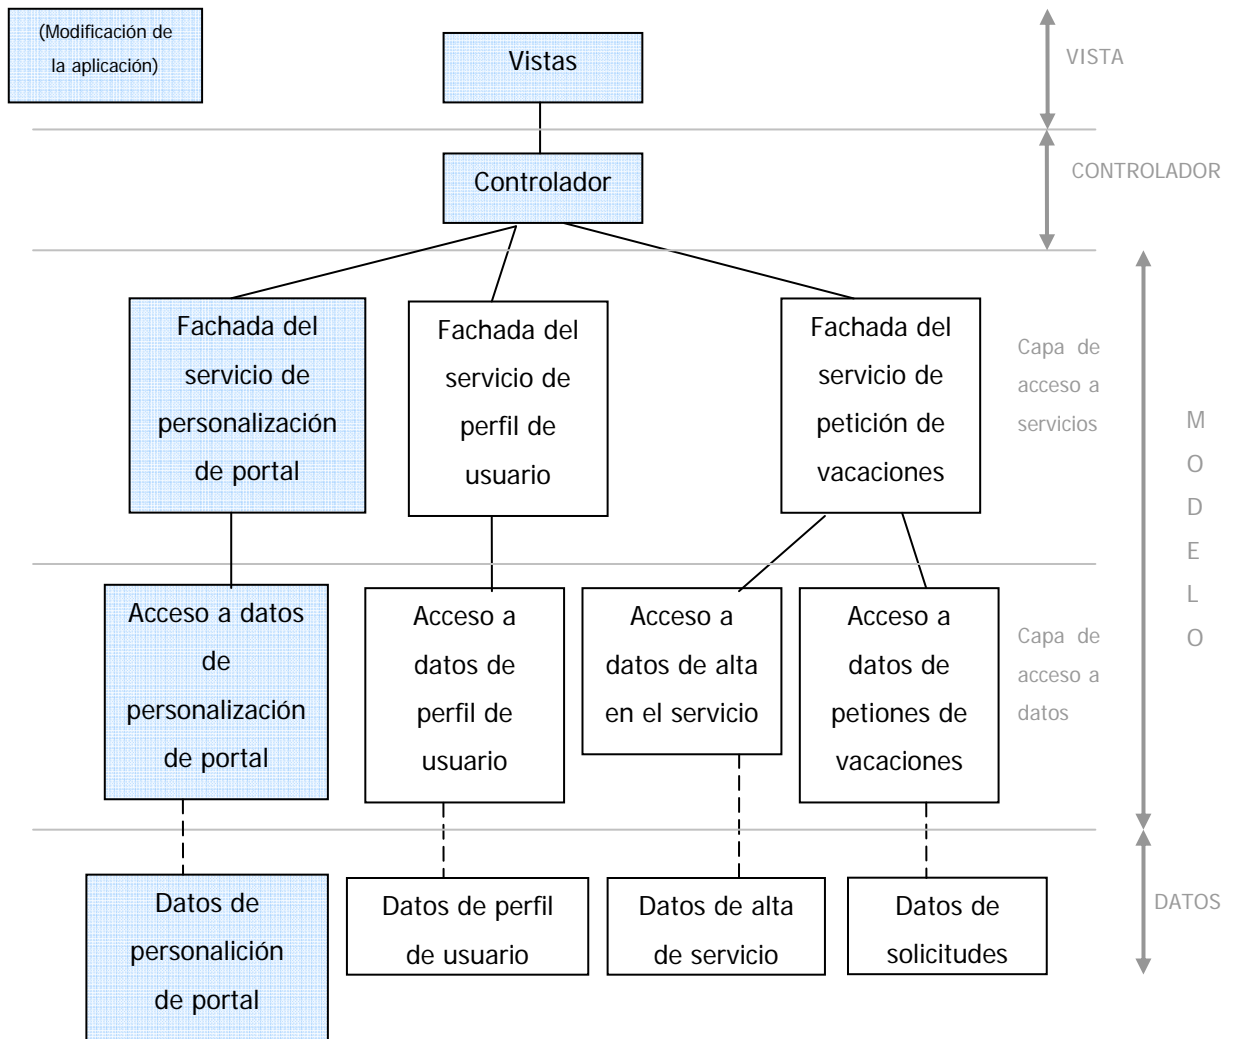 (Modificación de
la aplicación)
Vistas
VISTA
Controlador
CONTROLADOR
Fachada del
servicio de
personalización
de portal
Fachada del
servicio de
perfil de
usuario
Fachada del
servicio de
petición de
vacaciones
Capa de
acceso a
servicios
M
O
D
E
L
O
Acceso a datos
de
personalización
de portal
Acceso a
datos de
perfil de
usuario
Acceso a
datos de alta
en el servicio
Acceso a
datos de
petiones de
vacaciones
Capa de
acceso a
datos
Datos de
personalición
de portal
Datos de perfil
de usuario
Datos de alta
de servicio
Datos de
solicitudes
DATOS